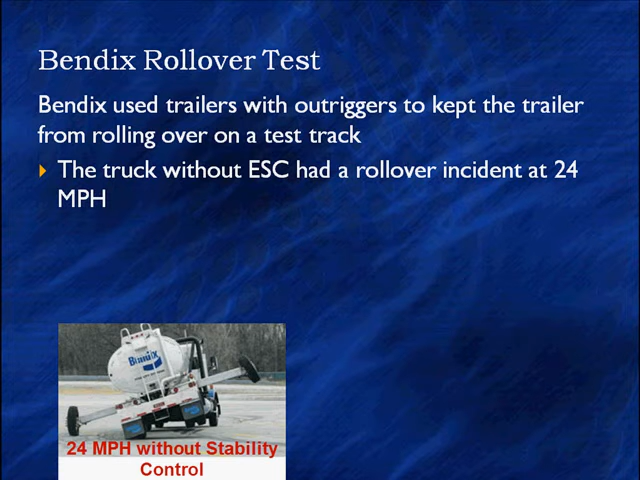 Bendix Rollover Test
Bendix used trailers with outriggers to kept the trailer
from rolling over on a test track
The truck without ESC had a rollover incident at 24
MPH
Bendix
24 MPH without Stability
Control